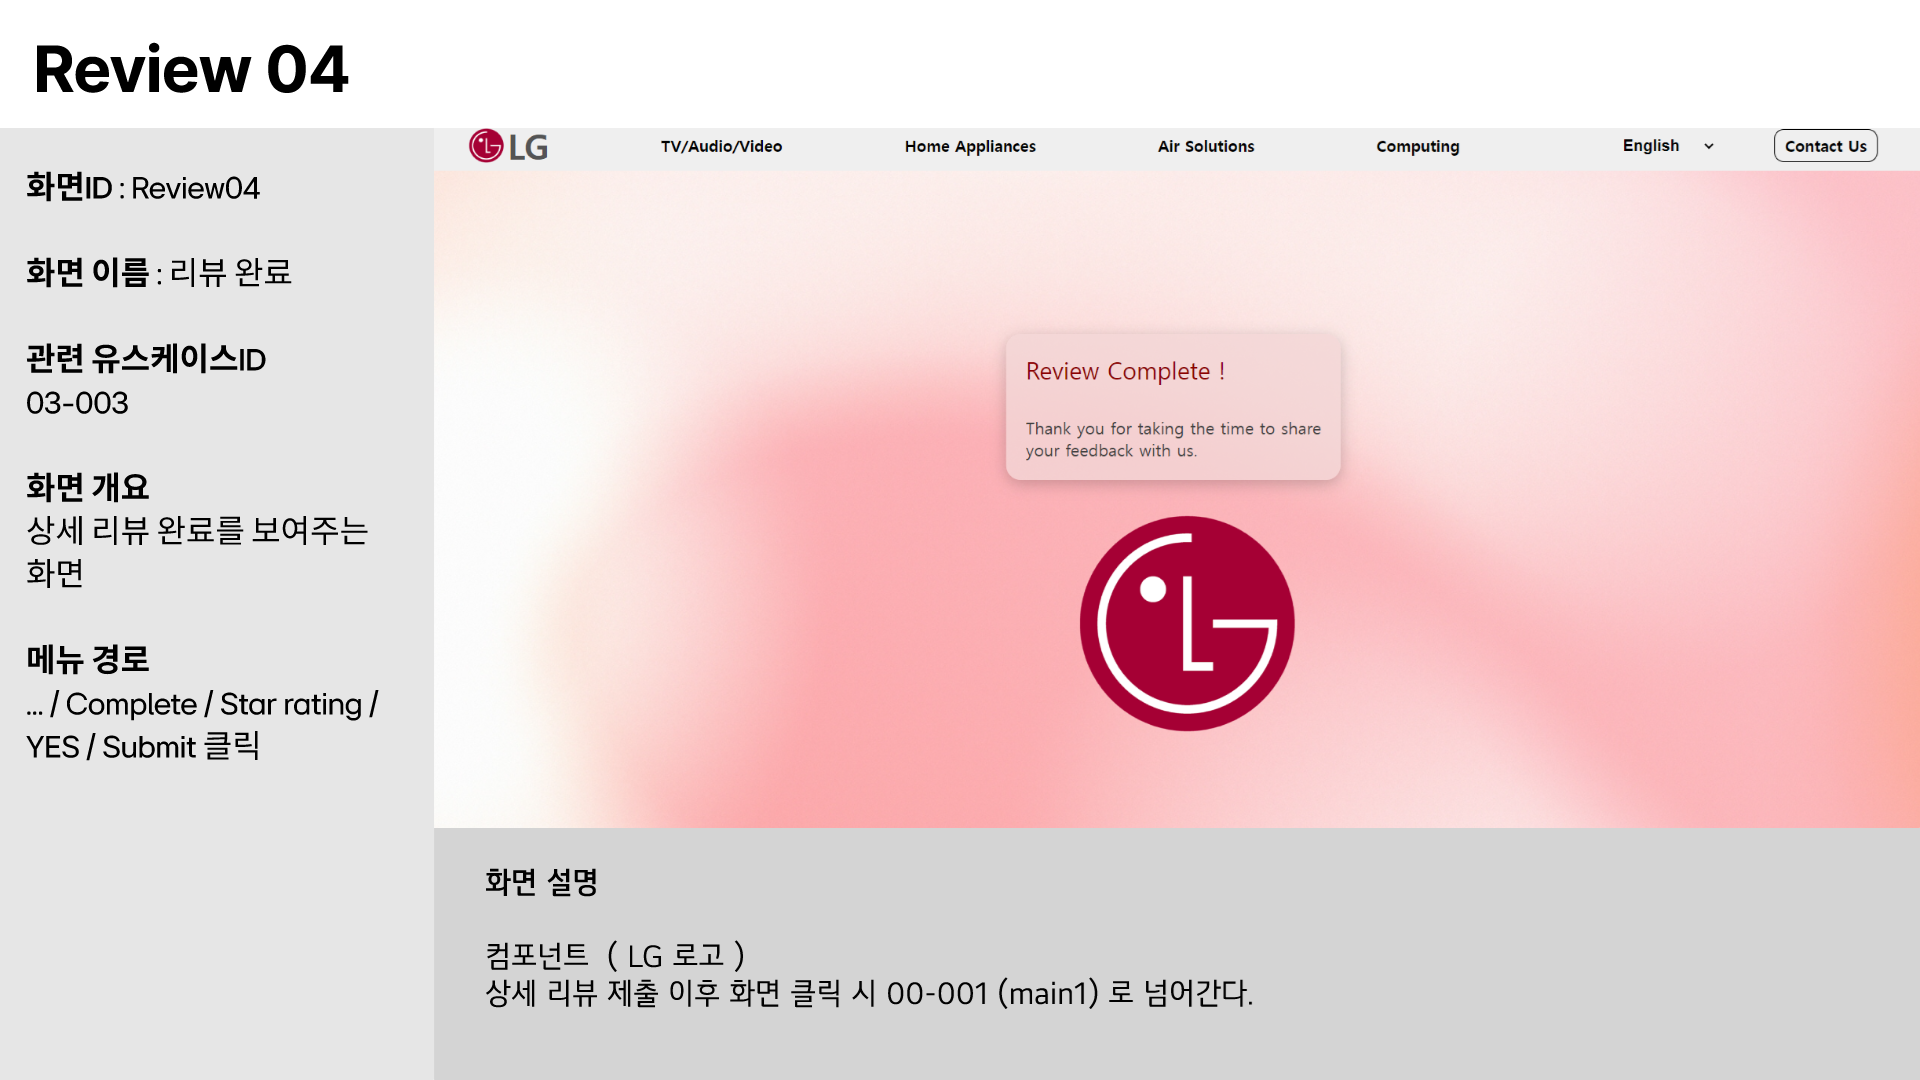 Review 04
화면ID : Review04
화면 이름 : 리뷰 완료
관련 유스케이스ID
03-003
화면 개요
상세 리뷰 완료를 보여주는
화면
메뉴 경로
... / Complete / Star rating /
YES / Submit 클릭
LG TV/Audio/Video Home Appliances Air Solutions Computing English Contact Us
Review Complete !
Thank you for taking the time to share
your feedback with us.
LG
화면 설명
컴포넌트 ( LG 로고 )
상세 리뷰 제출 이후 화면 클릭 시 00-001 (main1) 로 넘어간다.